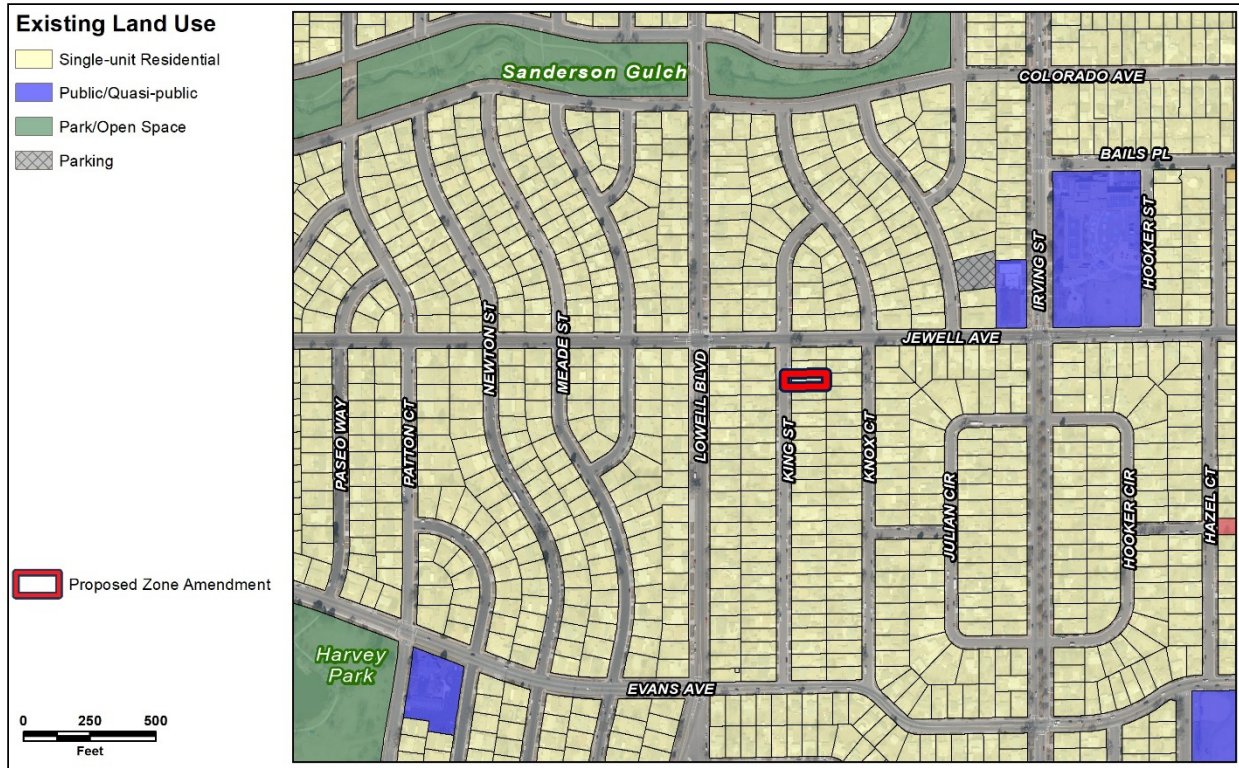 Existing Land Use
Single-unit Residential
Public/Quasi-public
Park/Open Space
Parking
Proposed Zone Amendment
0 250 500
Feet
Sanderson Gulch
COLORADO AVE
BAILS PL
HOOKER ST
IRVING ST
JEWELL AVE
NEWTON ST
MEADE ST
LOWELL BLVD
PASEO WAY
PATTON CT
KING ST
KNOX CT
JULIAN CIR
HOOKER CIR
HAZEL CT
Harvey
Park
EVANS AVE